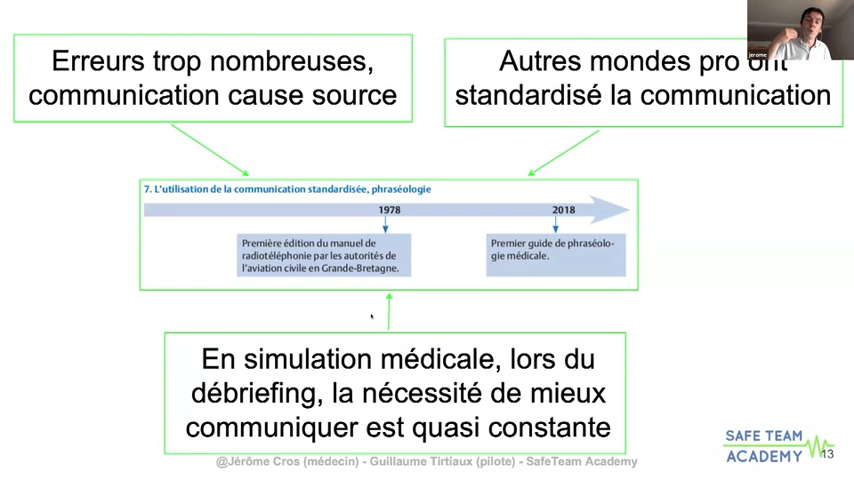 Erreurs trop nombreuses,
communication cause source
Autres mondes pro ont
standardisé la communication
jerome
7. L'utilisation de la communication standardisée, phraséologie
1978
2018
Première édition du manuel de
radiotéléphonie par les autorités de
l'aviation civile en Grande-Bretagne.
Premier guide de phraséolo-
gie médicale.
En simulation médicale, lors du
débriefing, la nécessité de mieux
communiquer est quasi constante
SAFE TEAM
ACADEMY
13
@Jérôme Cros (médecin) - Guillaume Tirtiaux (pilote) - SafeTeam Academy